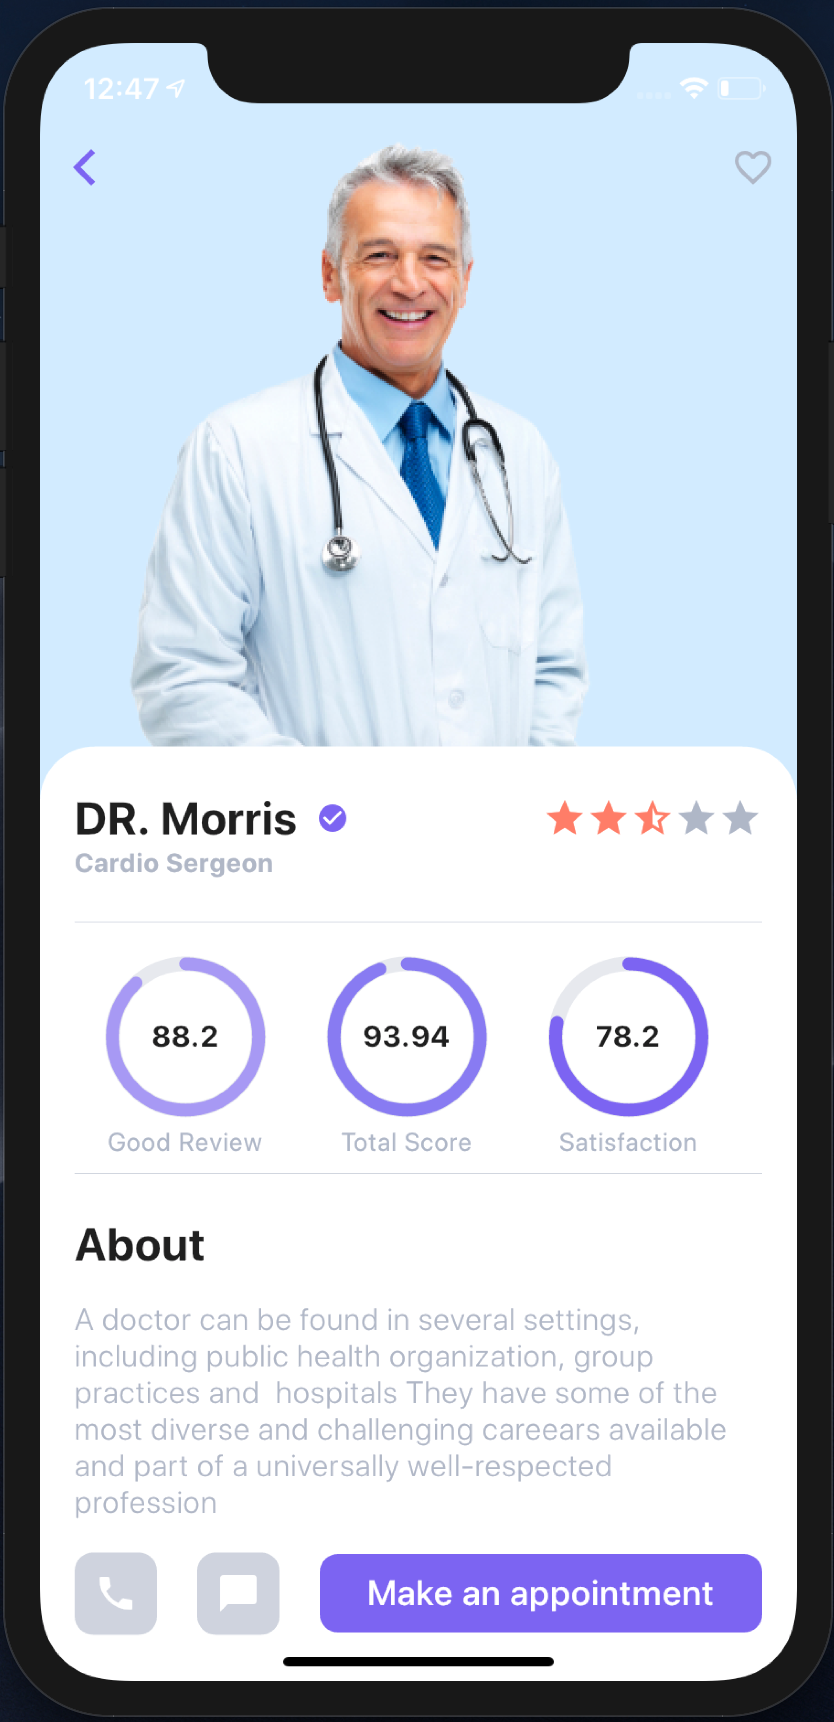 12:47
DR. Morris
Cardio Sergeon
88.2
93.94
78.2
Good Review
Total Score
Satisfaction
About
A doctor can be found in several settings,
including public health organization, group
practices and  hospitals They have some of the
most diverse and challenging careears available
and part of a universally well-respected
profession
Make an appointment